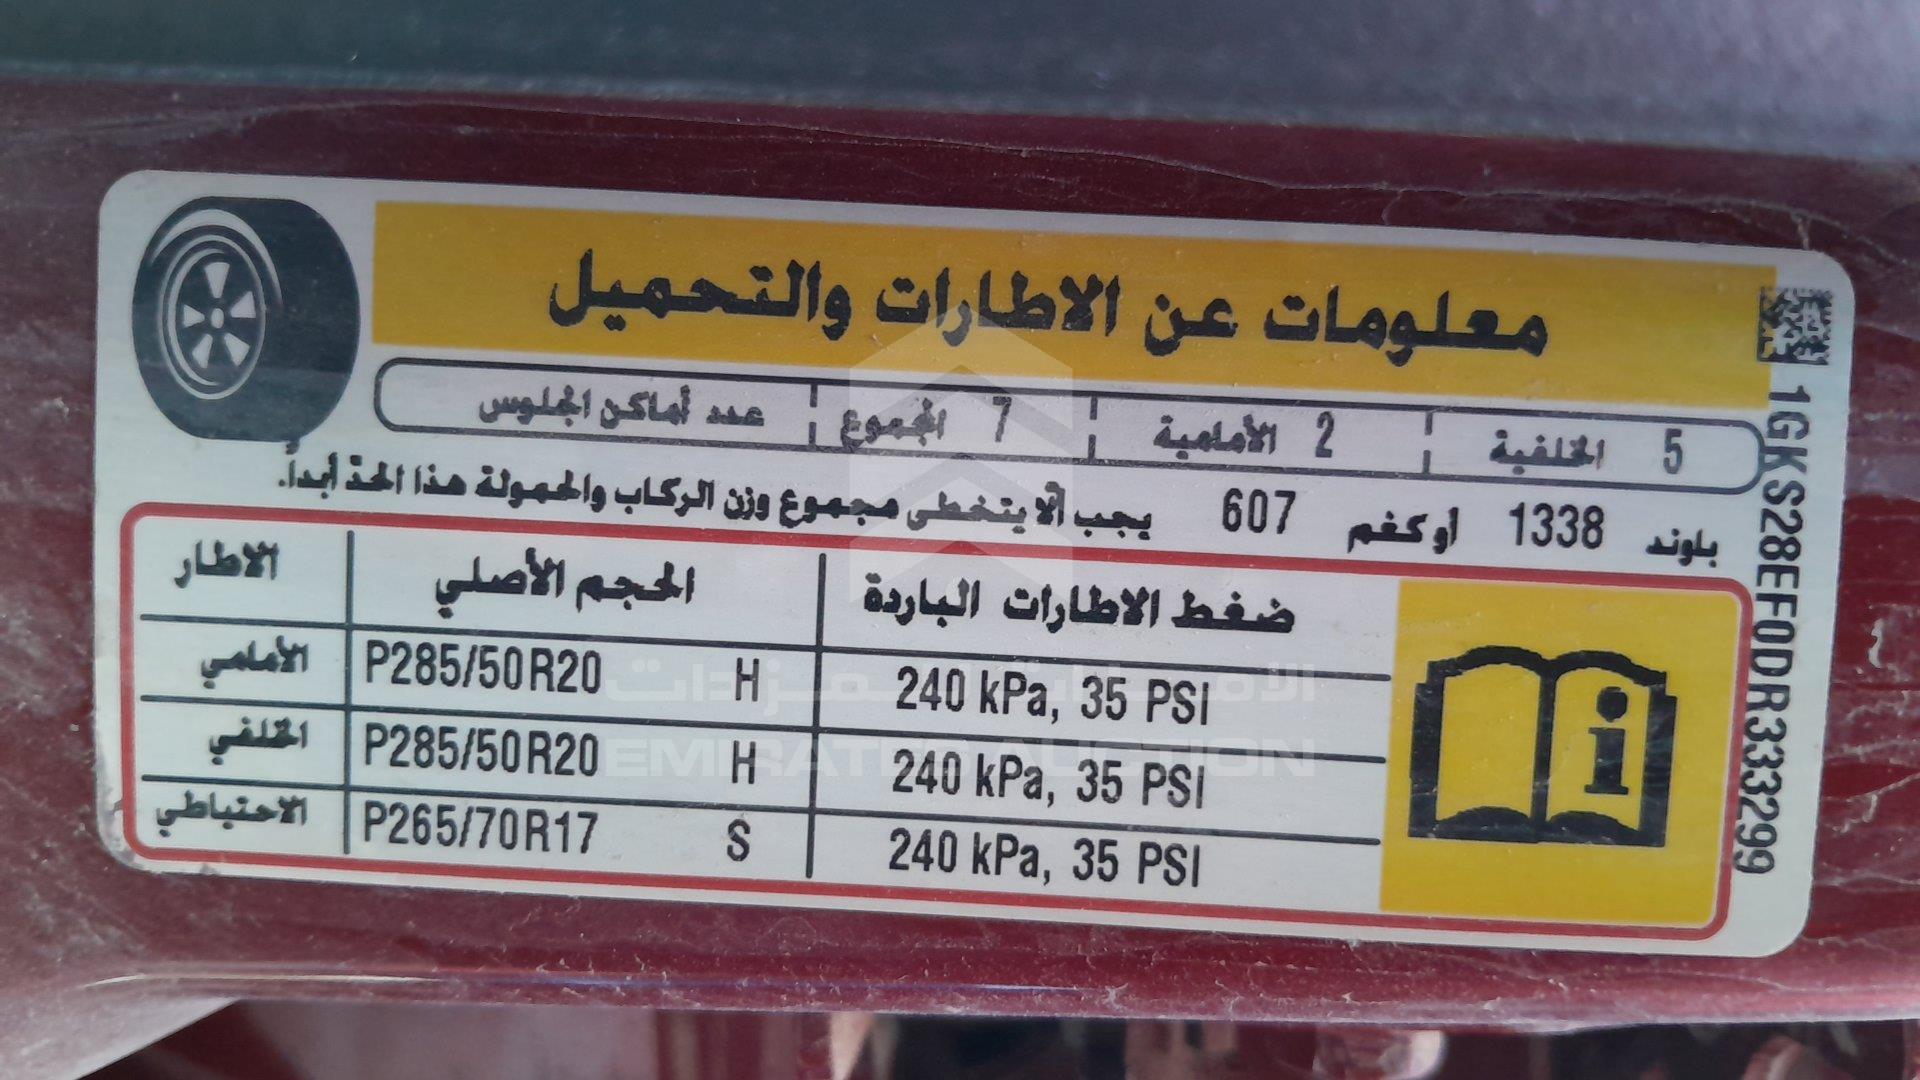 معلومات عن الاطارات والتحميل
عدد أماكن الجلوس المجموع 7 الأمامية 2 الخلفية 5
يجب ألا يتخطى مجموع وزن الركاب والحمولة هذا الحدّ أبداً. 607 أوكغم 1338 بلوند
الاطار الحجم الأصلي ضغط الاطارات الباردة
الأمامي P285/50R20 H 240 kPa, 35 PSI
الخلفي P285/50R20 H 240 kPa, 35 PSI
الاحتياطي P265/70R17 S 240 kPa, 35 PSI
i
1GKS28EF0DR333299
الامارات للمزادات
EMIRATES AUCTION